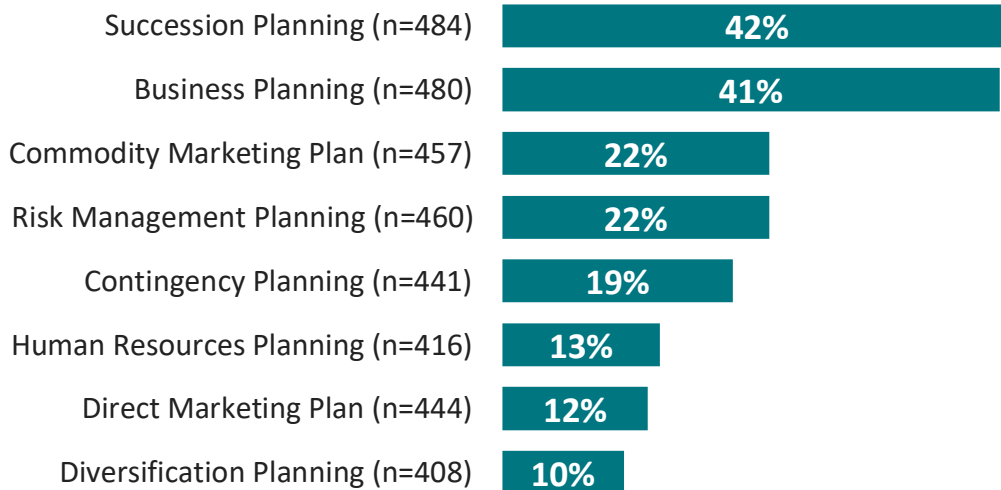 Succession Planning (n=484) 42%
Business Planning (n=480) 41%
Commodity Marketing Plan (n=457) 22%
Risk Management Planning (n=460) 22%
Contingency Planning (n=441) 19%
Human Resources Planning (n=416) 13%
Direct Marketing Plan (n=444) 12%
Diversification Planning (n=408) 10%